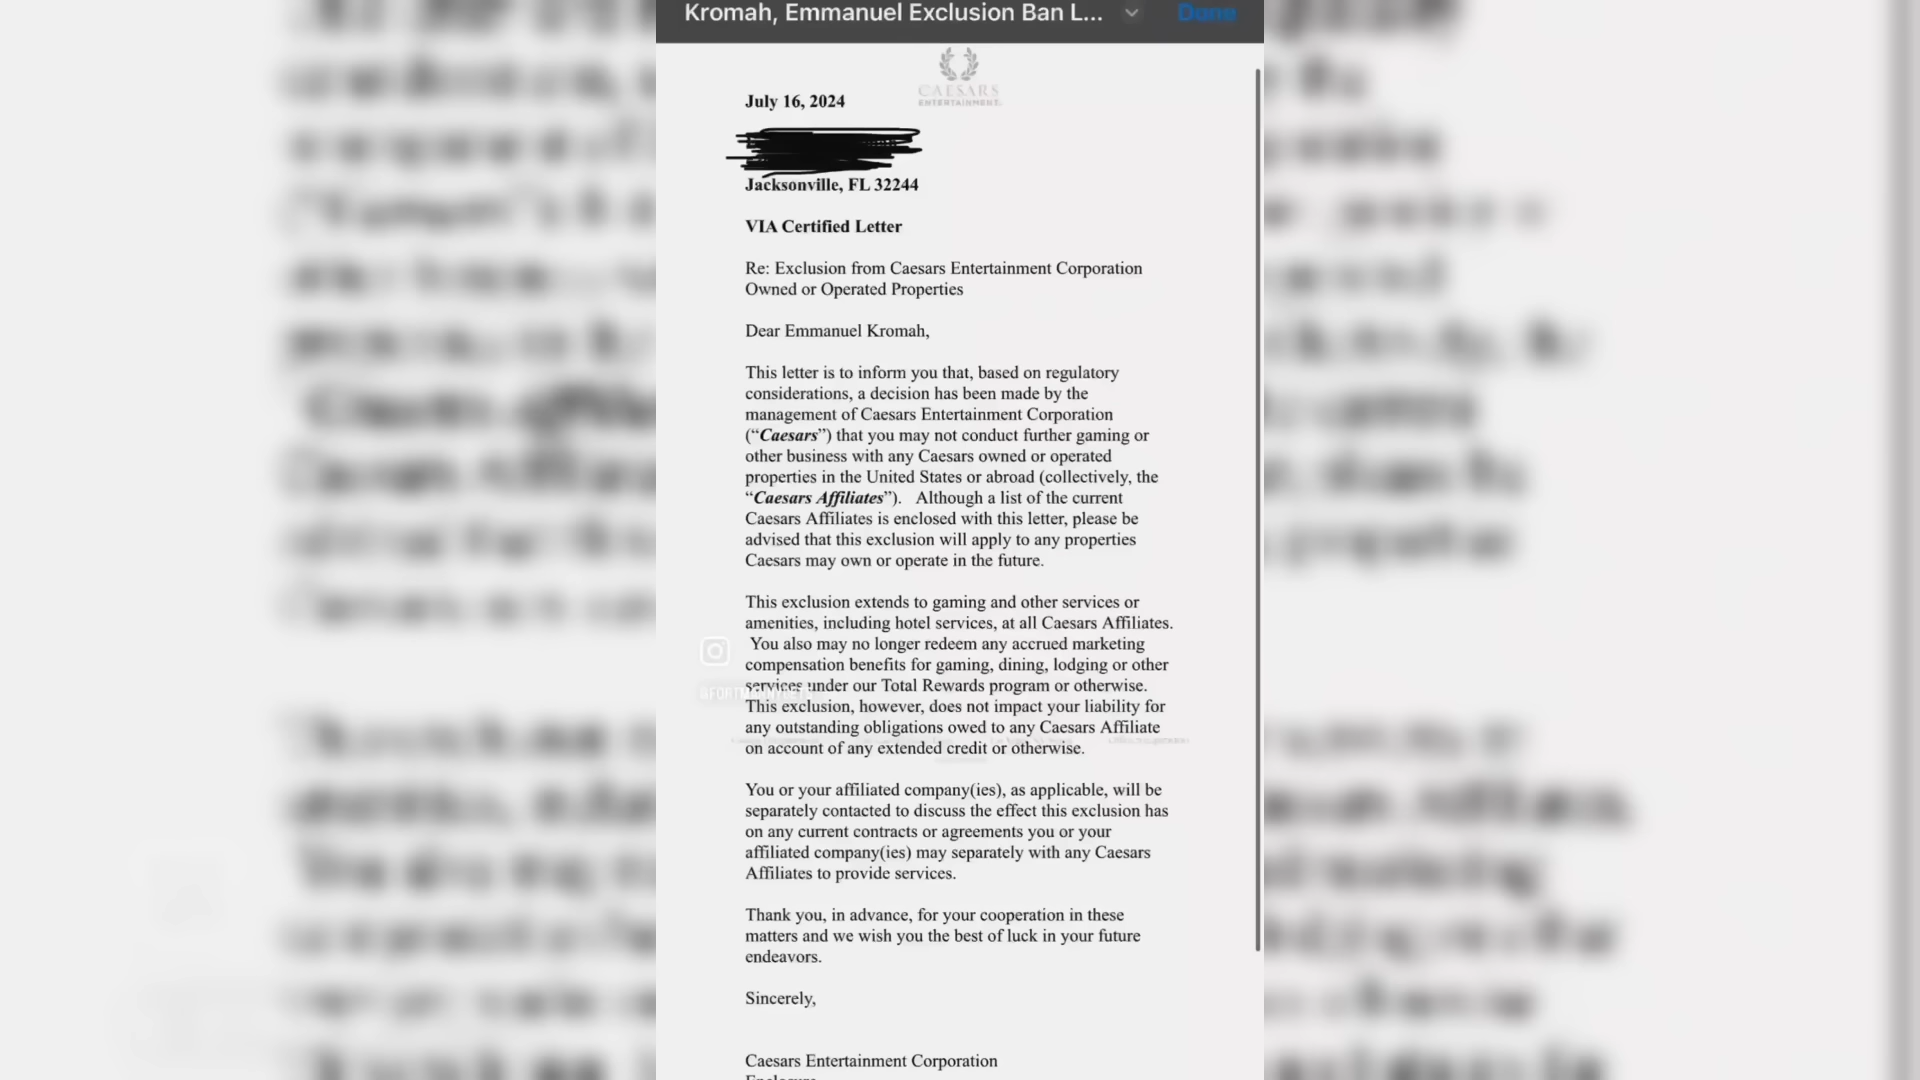 Kromah, Emmanuel Exclusion Ban L...
Done
CAESARS
ENTERTAINMENT.
July 16, 2024
Jacksonville, FL 32244
VIA Certified Letter
Re: Exclusion from Caesars Entertainment Corporation
Owned or Operated Properties
Dear Emmanuel Kromah,
This letter is to inform you that, based on regulatory
considerations, a decision has been made by the
management of Caesars Entertainment Corporation
(“Caesars”) that you may not conduct further gaming or
other business with any Caesars owned or operated
properties in the United States or abroad (collectively, the
“Caesars Affiliates”).   Although a list of the current
Caesars Affiliates is enclosed with this letter, please be
advised that this exclusion will apply to any properties
Caesars may own or operate in the future.
This exclusion extends to gaming and other services or
amenities, including hotel services, at all Caesars Affiliates.
You also may no longer redeem any accrued marketing
compensation benefits for gaming, dining, lodging or other
services under our Total Rewards program or otherwise.
This exclusion, however, does not impact your liability for
any outstanding obligations owed to any Caesars Affiliate
on account of any extended credit or otherwise.
You or your affiliated company(ies), as applicable, will be
separately contacted to discuss the effect this exclusion has
on any current contracts or agreements you or your
affiliated company(ies) may separately with any Caesars
Affiliates to provide services.
Thank you, in advance, for your cooperation in these
matters and we wish you the best of luck in your future
endeavors.
Sincerely,
Caesars Entertainment Corporation